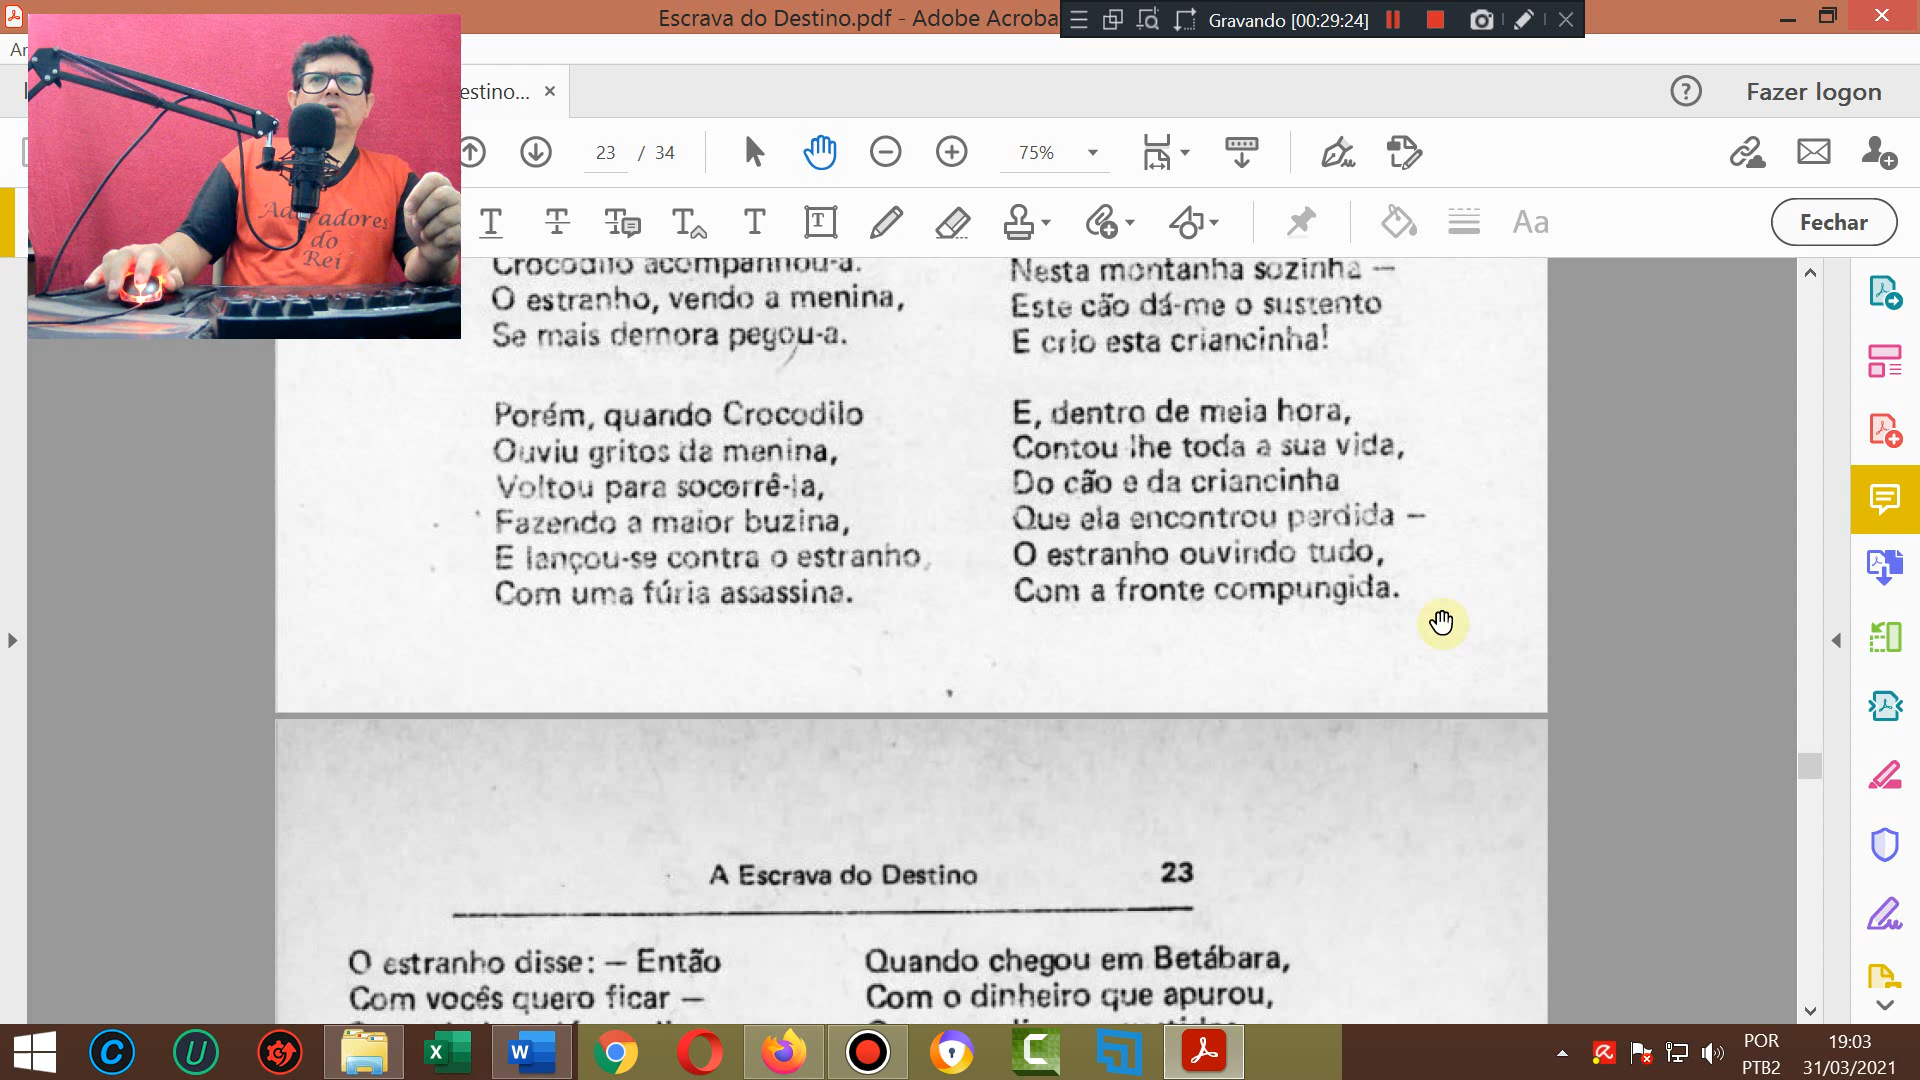 Escrava do Destino.pdf - Adobe Acroba
Gravando [00:29:24]
estino...
Fazer logon
23 / 34
75%
Fechar
Aa
Adoradores
do
Rei
Crocodilo acompanhou-a.
O estranho, vendo a menina,
Se mais demora pegou-a.
Porém, quando Crocodilo
Ouviu gritos da menina,
Voltou para socorrê-la,
Fazendo a maior buzina,
E lançou-se contra o estranho,
Com uma fúria assassina.
Nesta montanha sozinha —
Este cão dá-me o sustento
E crio esta criancinha!
E, dentro de meia hora,
Contou lhe toda a sua vida,
Do cão e da criancinha
Que ela encontrou perdida —
O estranho ouvindo tudo,
Com a fronte compungida.
A Escrava do Destino 23
O estranho disse: — Então
Com vocês quero ficar —
Quando chegou em Betábara,
Com o dinheiro que apurou,
POR
PTB2
19:03
31/03/2021